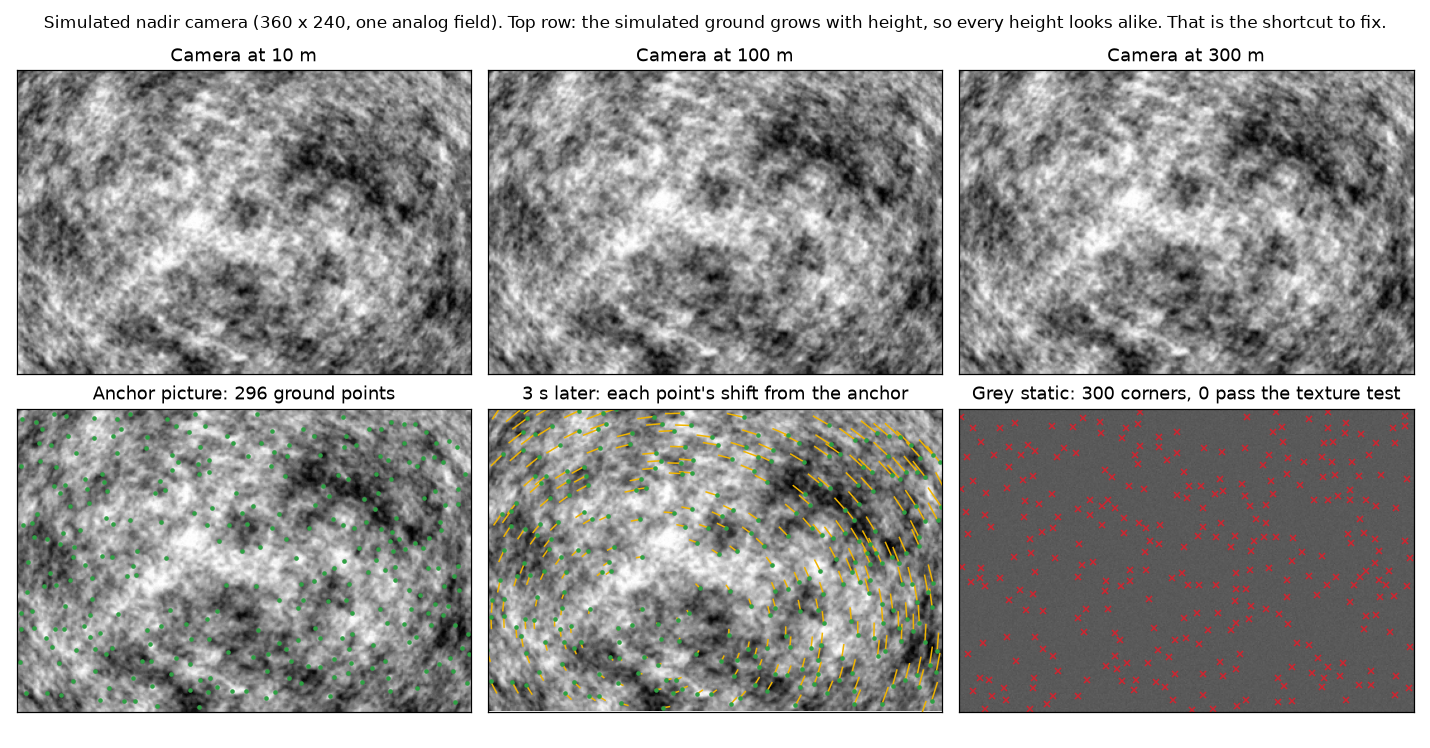 Simulated nadir camera (360 x 240, one analog field). Top row: the simulated ground grows with height, so every height looks alike. That is the shortcut to fix.
Camera at 10 m
Camera at 100 m
Camera at 300 m
Anchor picture: 296 ground points
3 s later: each point's shift from the anchor
Grey static: 300 corners, 0 pass the texture test